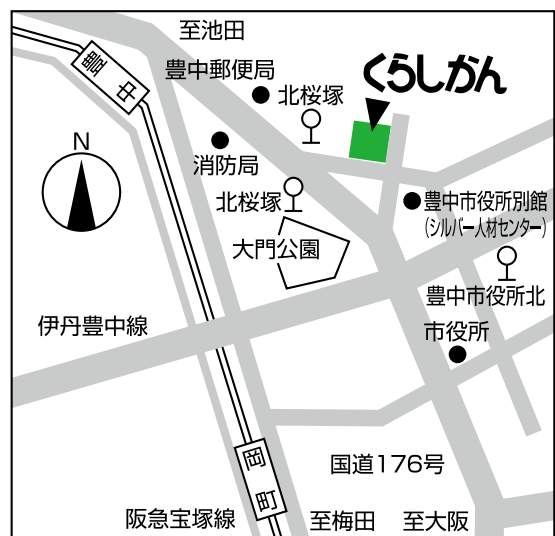 至池田
豊中
豊中郵便局
くらしかん
北桜塚
N
消防局
北桜塚
豊中市役所別館
(シルバー人材センター)
大門公園
豊中市役所北
伊丹豊中線
市役所
岡町
国道176号
阪急宝塚線
至梅田
至大阪